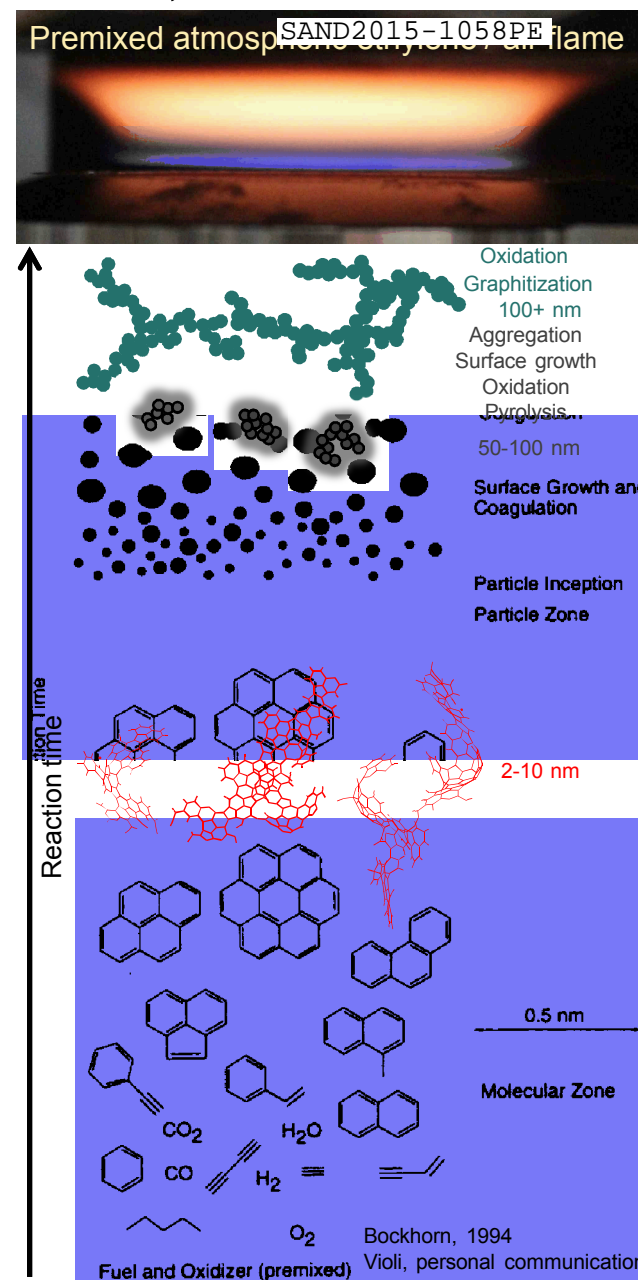 SAND2015-1058PE
Premixed atmospheric ethylene / air flame
Oxidation
Graphitization
100+ nm
Aggregation
Surface growth
Oxidation
Pyrolysis
50-100 nm
Surface Growth and
Coagulation
Particle Inception
Particle Zone
Reaction time
2-10 nm
0.5 nm
Molecular Zone
CO2
H2O
CO
H2
O2
Bockhorn, 1994
Fuel and Oxidizer (premixed)
Violi, personal communication